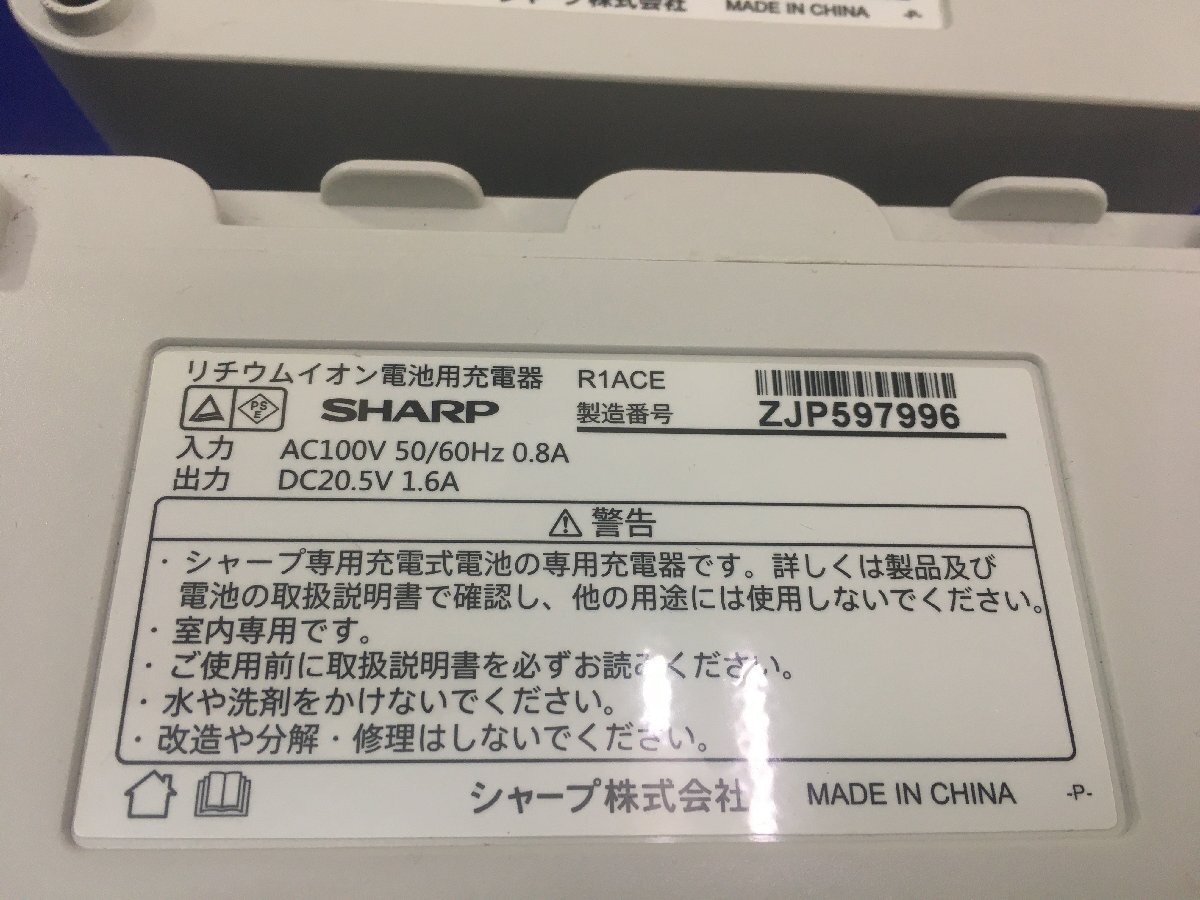 シャープ株式会社 MADE IN CHINA -P-
リチウムイオン電池用充電器 R1ACE
PSE SHARP 製造番号 ZJP597996
入力 AC100V 50/60Hz 0.8A
出力 DC20.5V 1.6A
警告
・シャープ専用充電式電池の専用充電器です。詳しくは製品及び
電池の取扱説明書で確認し、他の用途には使用しないでください。
・室内専用です。
・ご使用前に取扱説明書を必ずお読みください。
・水や洗剤をかけないでください。
・改造や分解・修理はしないでください。
シャープ株式会社 MADE IN CHINA -P-